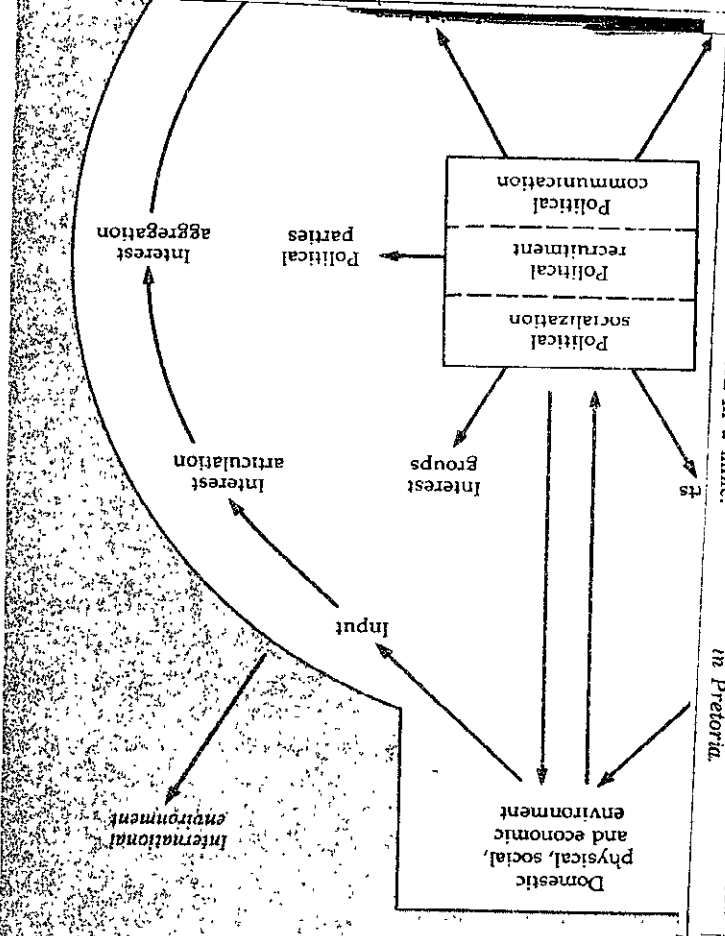 Domestic
physical, social,
and economic
environment
International
environment
Input
Interest
articulation
Interest
groups
rts
Political
socialization
Political
recruitment
Political
communication
Political
parties
Interest
aggregation
in Pretoria.